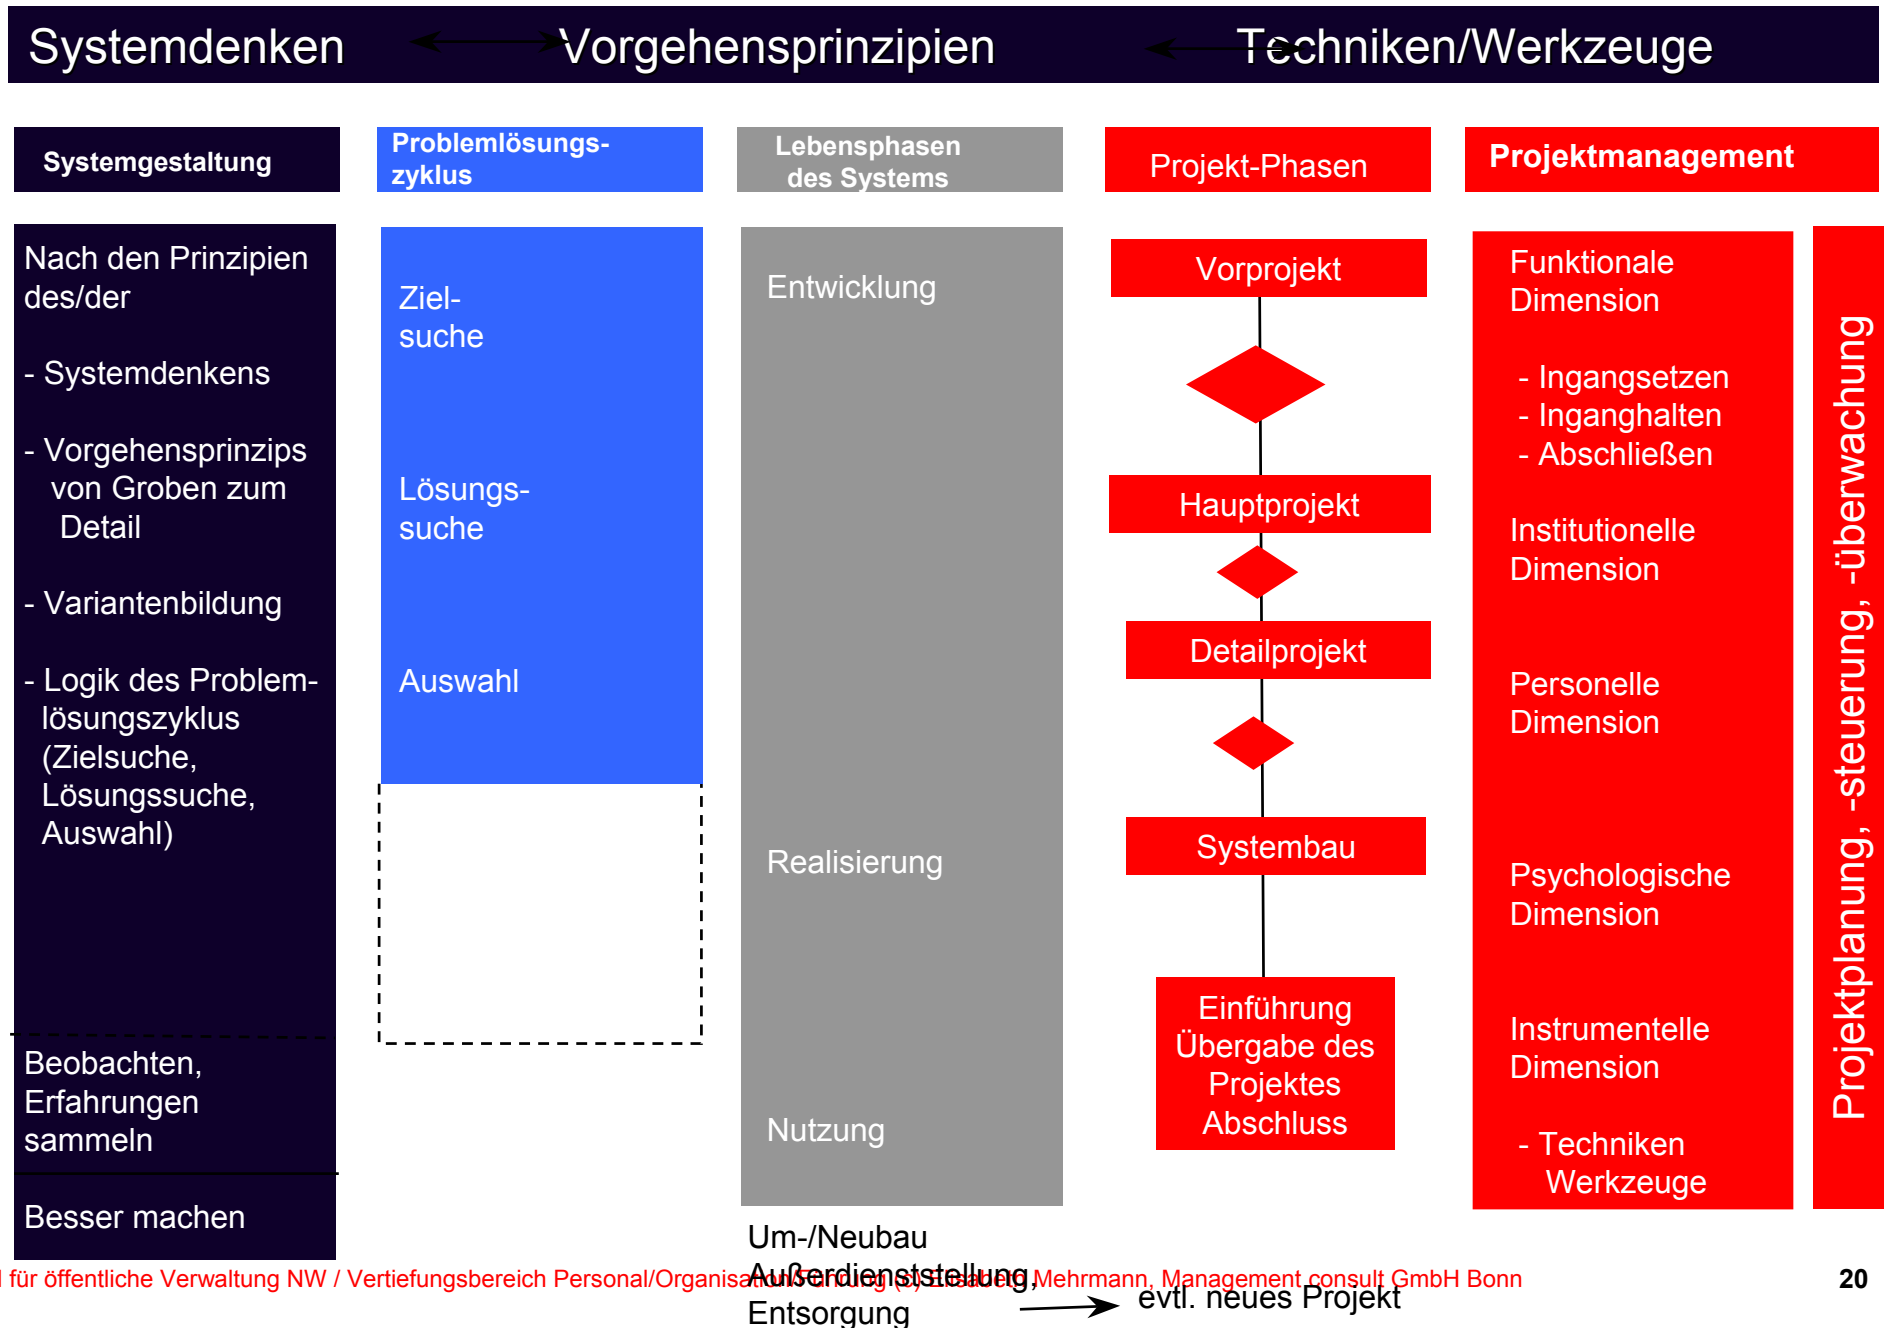 Systemdenken
Vorgehensprinzipien
Techniken/Werkzeuge
Systemgestaltung
Problemlösungs-
zyklus
Lebensphasen
des Systems
Projekt-Phasen
Projektmanagement
Nach den Prinzipien
des/der
- Systemdenkens
- Vorgehensprinzips
von Groben zum
Detail
- Variantenbildung
- Logik des Problem-
lösungszyklus
(Zielsuche,
Lösungssuche,
Auswahl)
Beobachten,
Erfahrungen
sammeln
Besser machen
Ziel-
suche
Lösungs-
suche
Auswahl
Entwicklung
Realisierung
Nutzung
Um-/Neubau
Außerdienststellung,
Entsorgung
evtl. neues Projekt
Vorprojekt
Hauptprojekt
Detailprojekt
Systembau
Einführung
Übergabe des
Projektes
Abschluss
Funktionale
Dimension
- Ingangsetzen
- Inganghalten
- Abschließen
Institutionelle
Dimension
Personelle
Dimension
Psychologische
Dimension
Instrumentelle
Dimension
- Techniken
Werkzeuge
Projektplanung, -steuerung, -überwachung
für öffentliche Verwaltung NW / Vertiefungsbereich Personal/Organisation/Führung (c) Elisabeth Mehrmann, Management consult GmbH Bonn
20